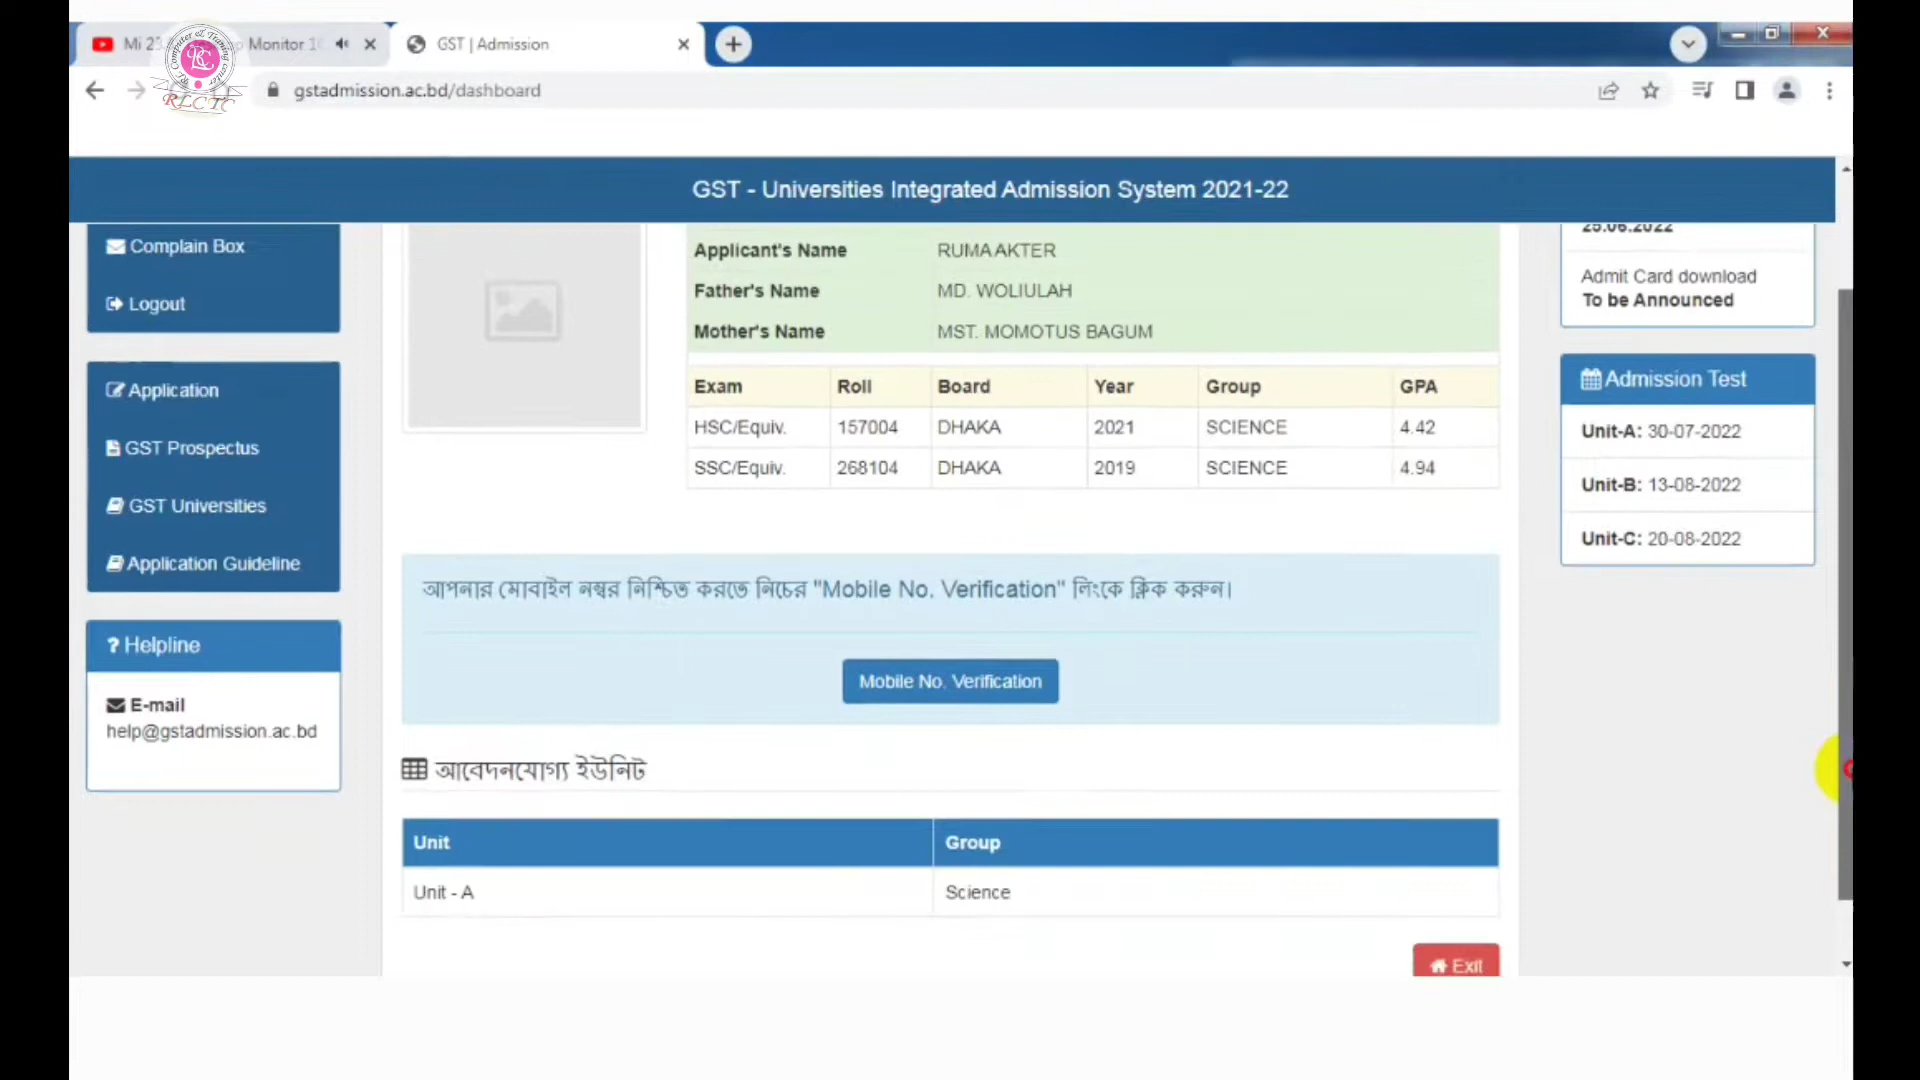 Mi 23 Monitor 1
GST | Admission
gstadmission.ac.bd/dashboard
RLCTC
GST - Universities Integrated Admission System 2021-22
Complain Box
Logout
Application
GST Prospectus
GST Universities
Application Guideline
? Helpline
E-mail
help@gstadmission.ac.bd
Applicant's Name RUMA AKTER
Father's Name MD. WOLIULAH
Mother's Name MST. MOMOTUS BAGUM
Exam Roll Board Year Group GPA
HSC/Equiv. 157004 DHAKA 2021 SCIENCE 4.42
SSC/Equiv. 268104 DHAKA 2019 SCIENCE 4.94
আপনার মোবাইল নম্বর নিশ্চিত করতে নিচের "Mobile No. Verification" লিংকে ক্লিক করুন।
Mobile No. Verification
আবেদনযোগ্য ইউনিট
Unit Group
Unit - A Science
Exit
25.06.2022
Admit Card download
To be Announced
Admission Test
Unit-A: 30-07-2022
Unit-B: 13-08-2022
Unit-C: 20-08-2022